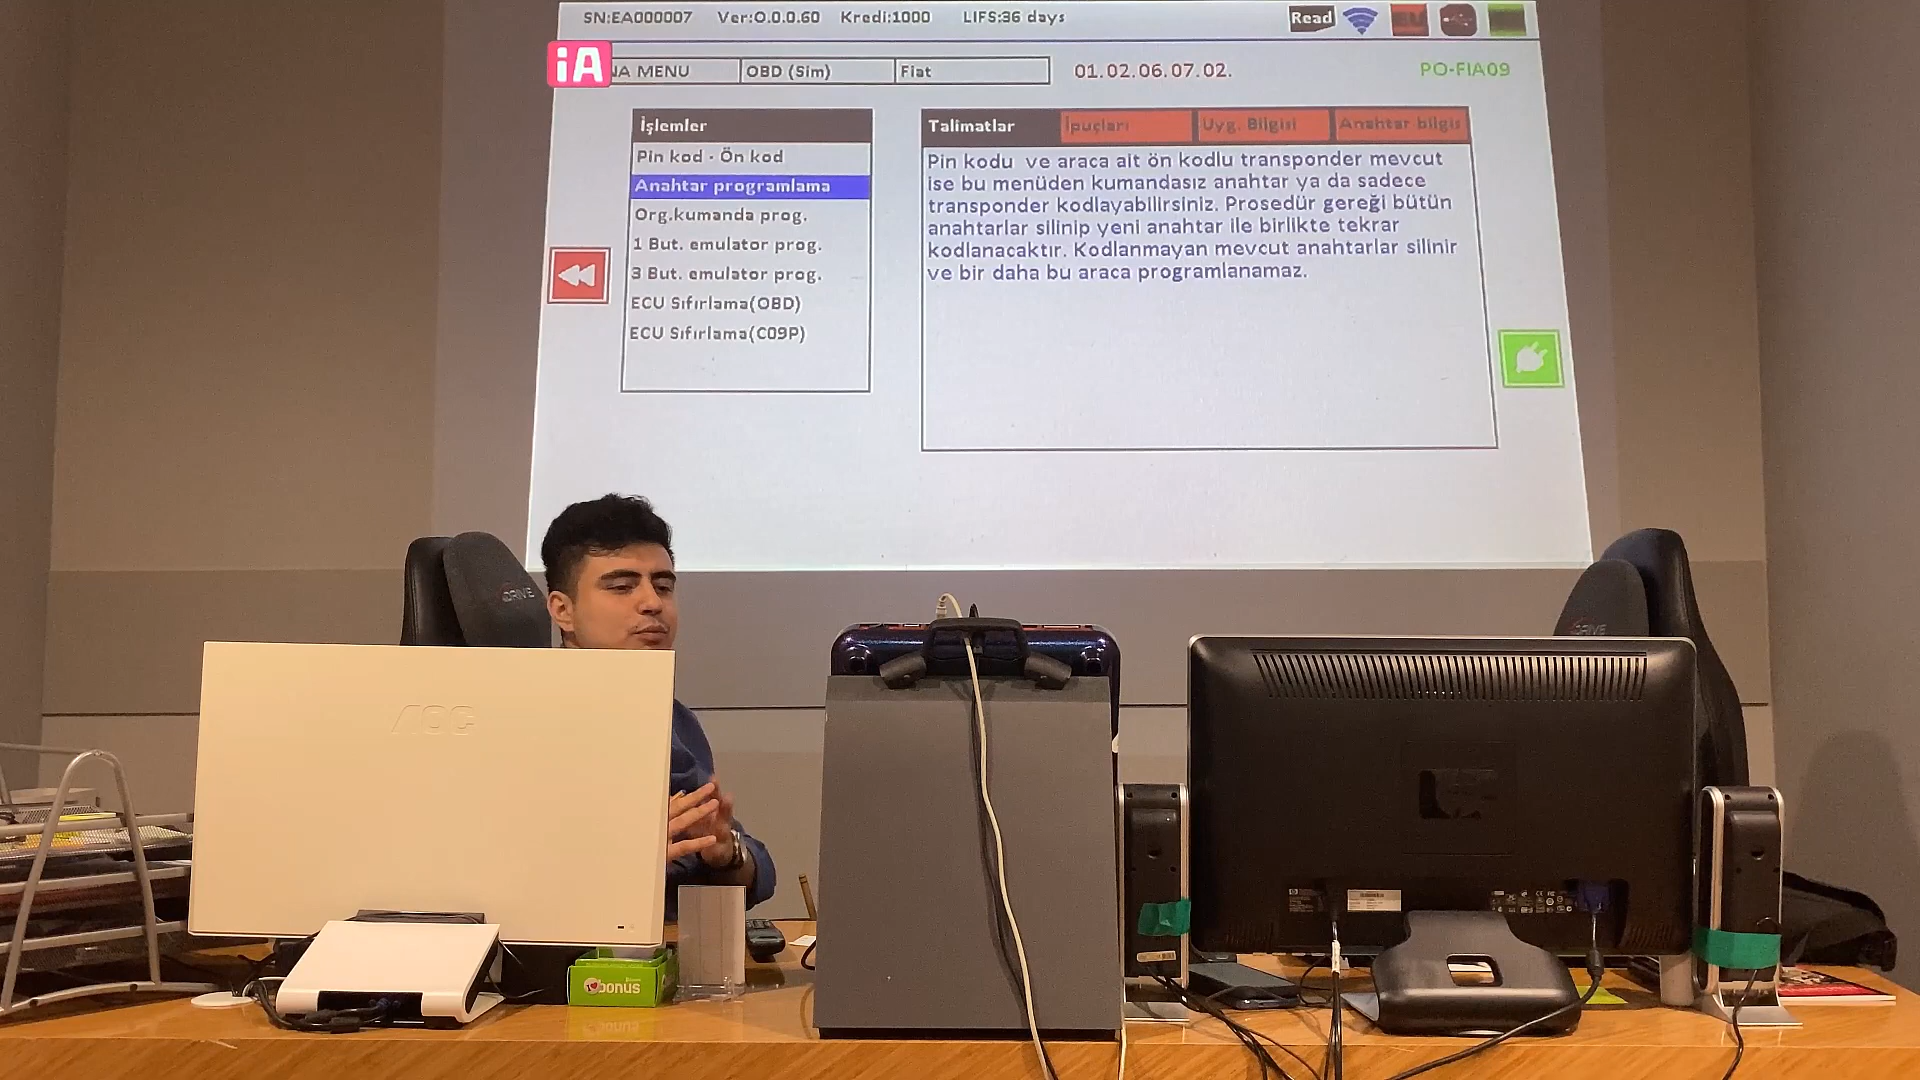 SN:EA000007 Ver:O.0.0.60 Kredi:1000 LIFS:36 days Read
iA NA MENU OBD (Sim) Fiat 01.02.06.07.02. PO-FIA09
İşlemler
Pin kod - Ön kod
Anahtar programlama
Org.kumanda prog.
1 But. emulator prog.
3 But. emulator prog.
ECU Sıfırlama(OBD)
ECU Sıfırlama(C09P)
Talimatlar İpuçları Uyg. Bilgisi Anahtar bilgis
Pin kodu ve araca ait ön kodlu transponder mevcut
ise bu menüden kumandasız anahtar ya da sadece
transponder kodlayabilirsiniz. Prosedür gereği bütün
anahtarlar silinip yeni anahtar ile birlikte tekrar
kodlanacaktır. Kodlanmayan mevcut anahtarlar silinir
ve bir daha bu araca programlanamaz.
DRIVE
DRIVE
AOC
bonus